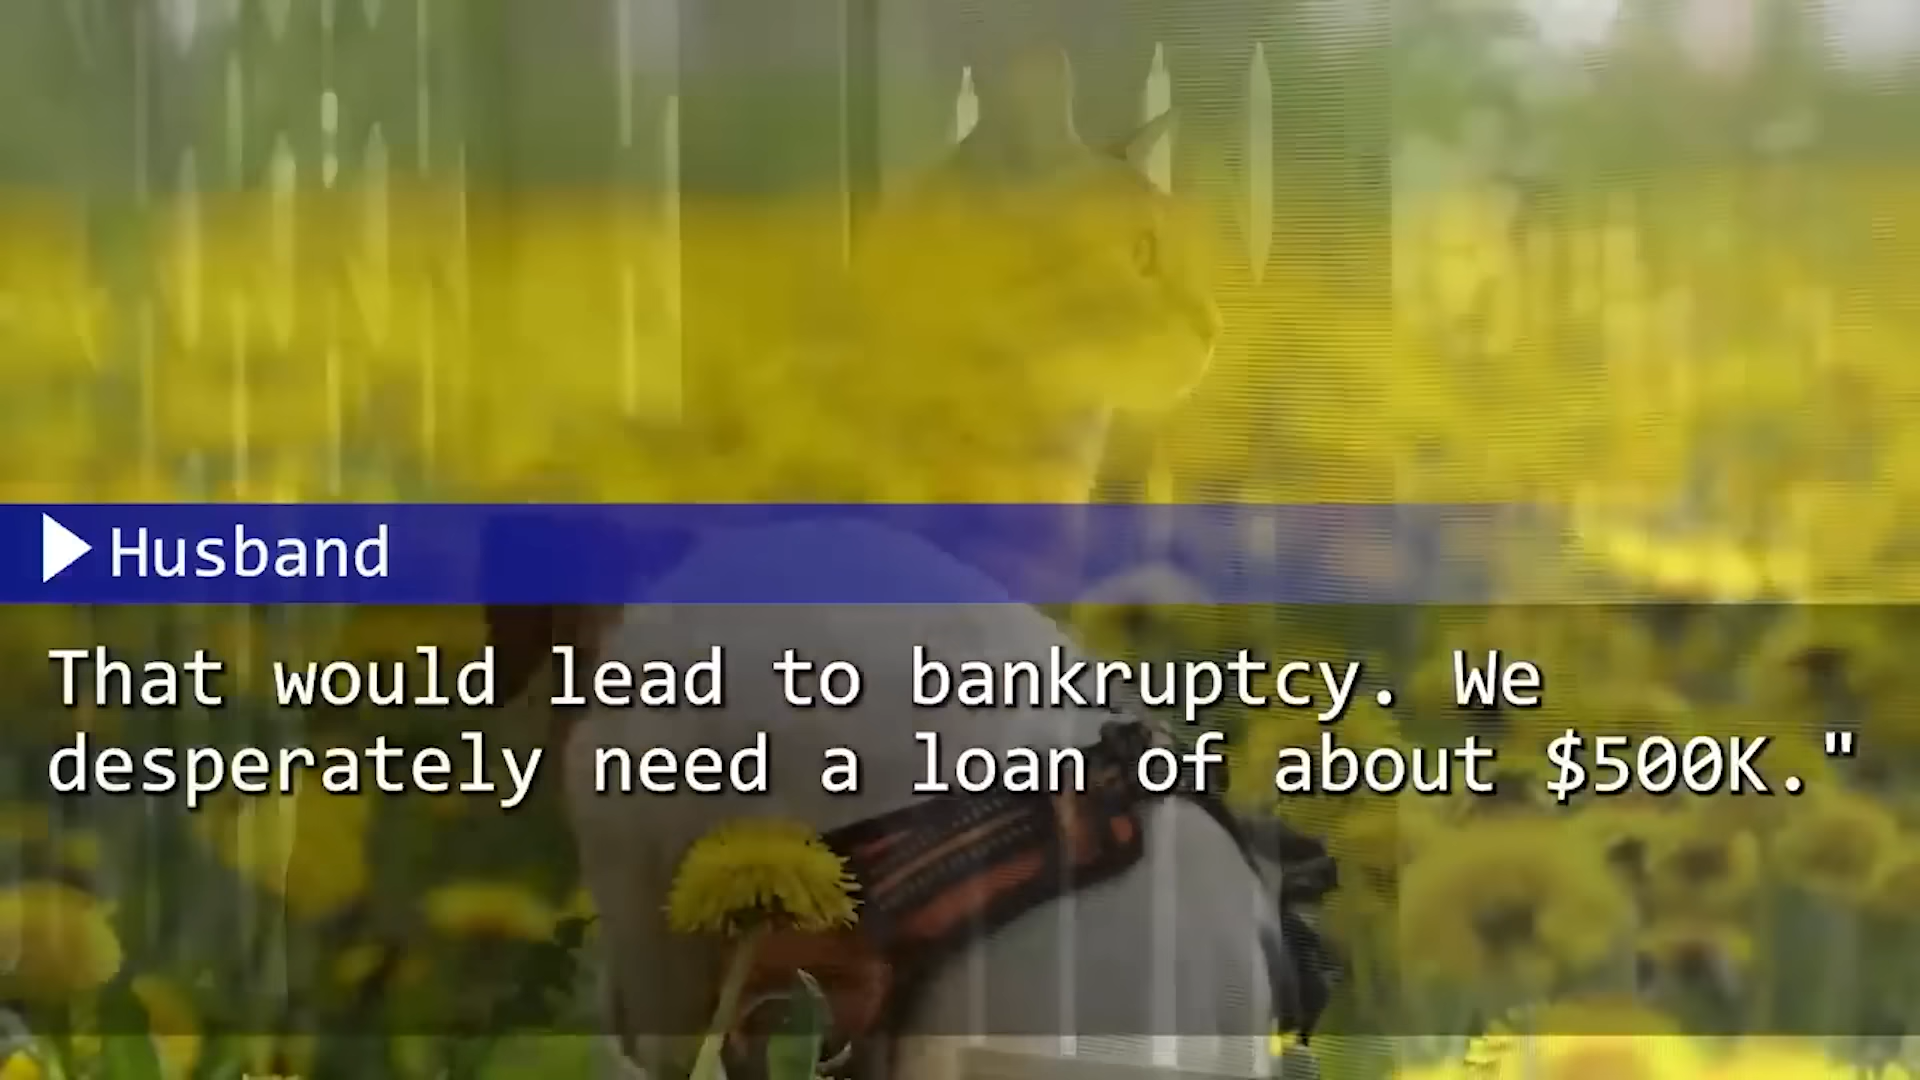 Husband
That would lead to bankruptcy. We
desperately need a loan of about $500K."